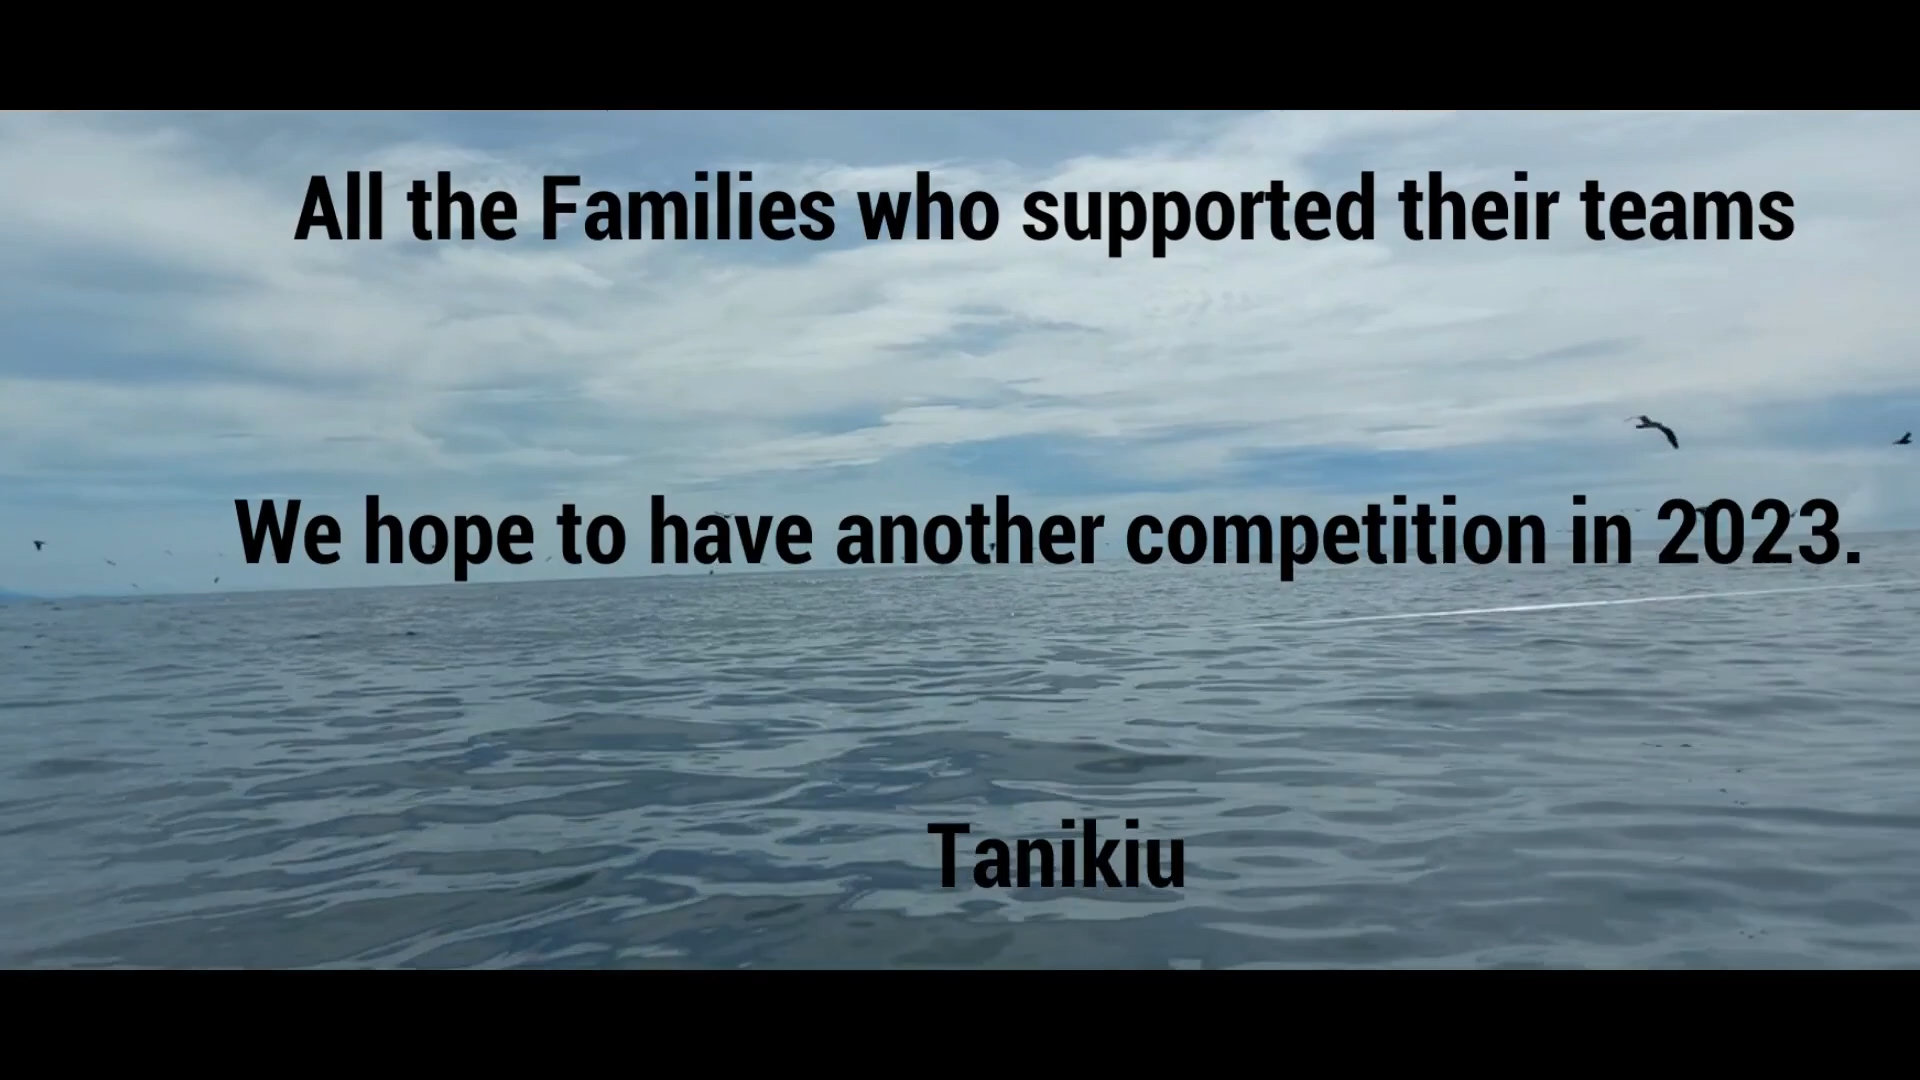 All the Families who supported their teams
We hope to have another competition in 2023.
Tanikiu